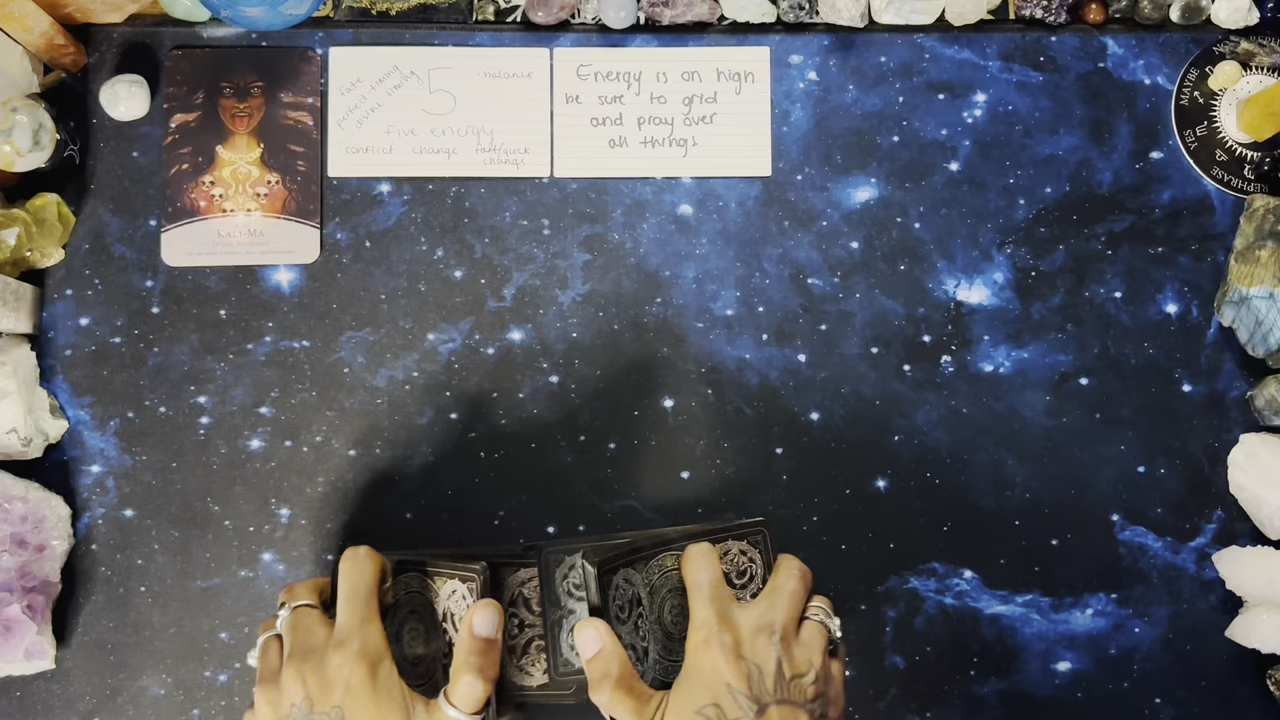 KALI-MA
fate
perfect timing
divine timing
5
·balance
five energy
conflict change ·fast/quick
change
Energy is on high
be sure to grid
and pray over
all things
MAYBE
YES
REPHRASE